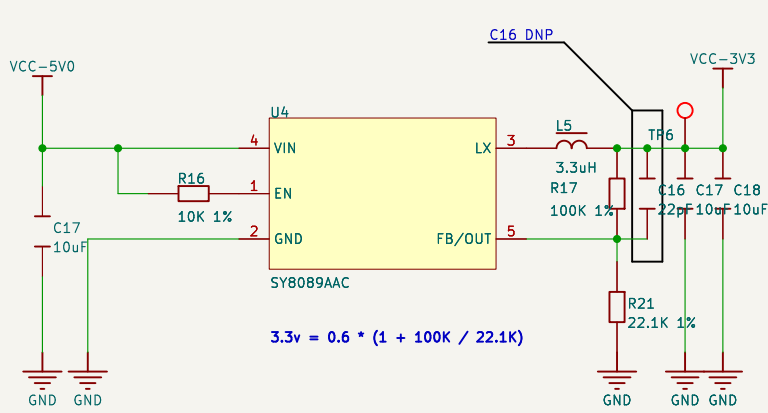 C16 DNP
VCC-5V0
VCC-3V3
U4
4 VIN
LX 3
L5
3.3uH
TP6
R16
10K 1%
1 EN
R17
100K 1%
C16
22pF
C17
10uF
C18
10uF
C17
10uF
2 GND
FB/OUT 5
SY8089AAC
R21
22.1K 1%
3.3v = 0.6 * (1 + 100K / 22.1K)
GND
GND
GND
GND
GND